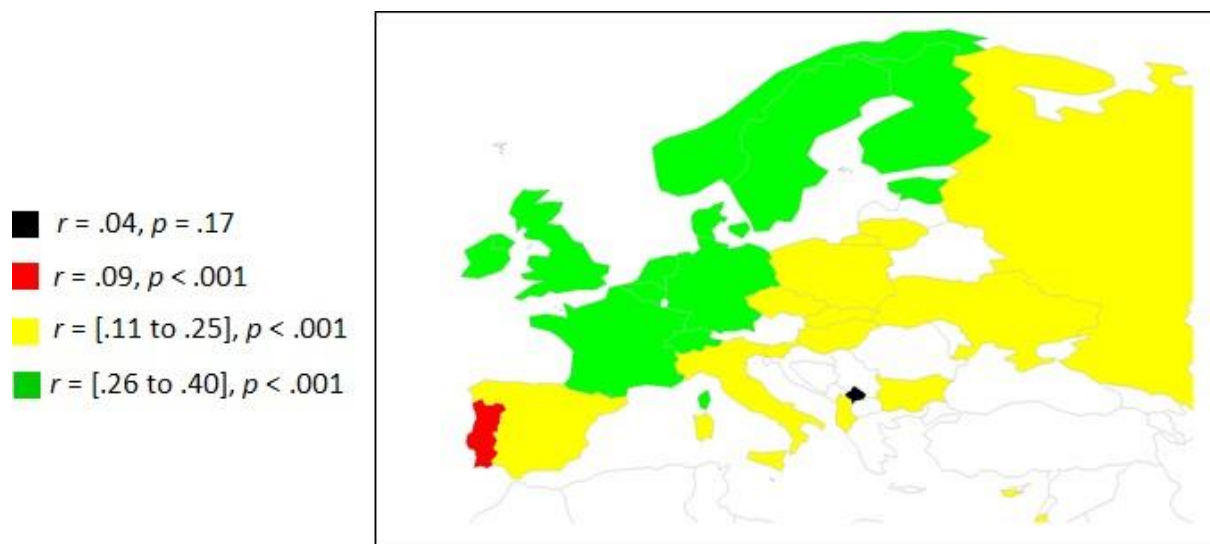 r = .04, p = .17
r = .09, p < .001
r = [.11 to .25], p < .001
r = [.26 to .40], p < .001